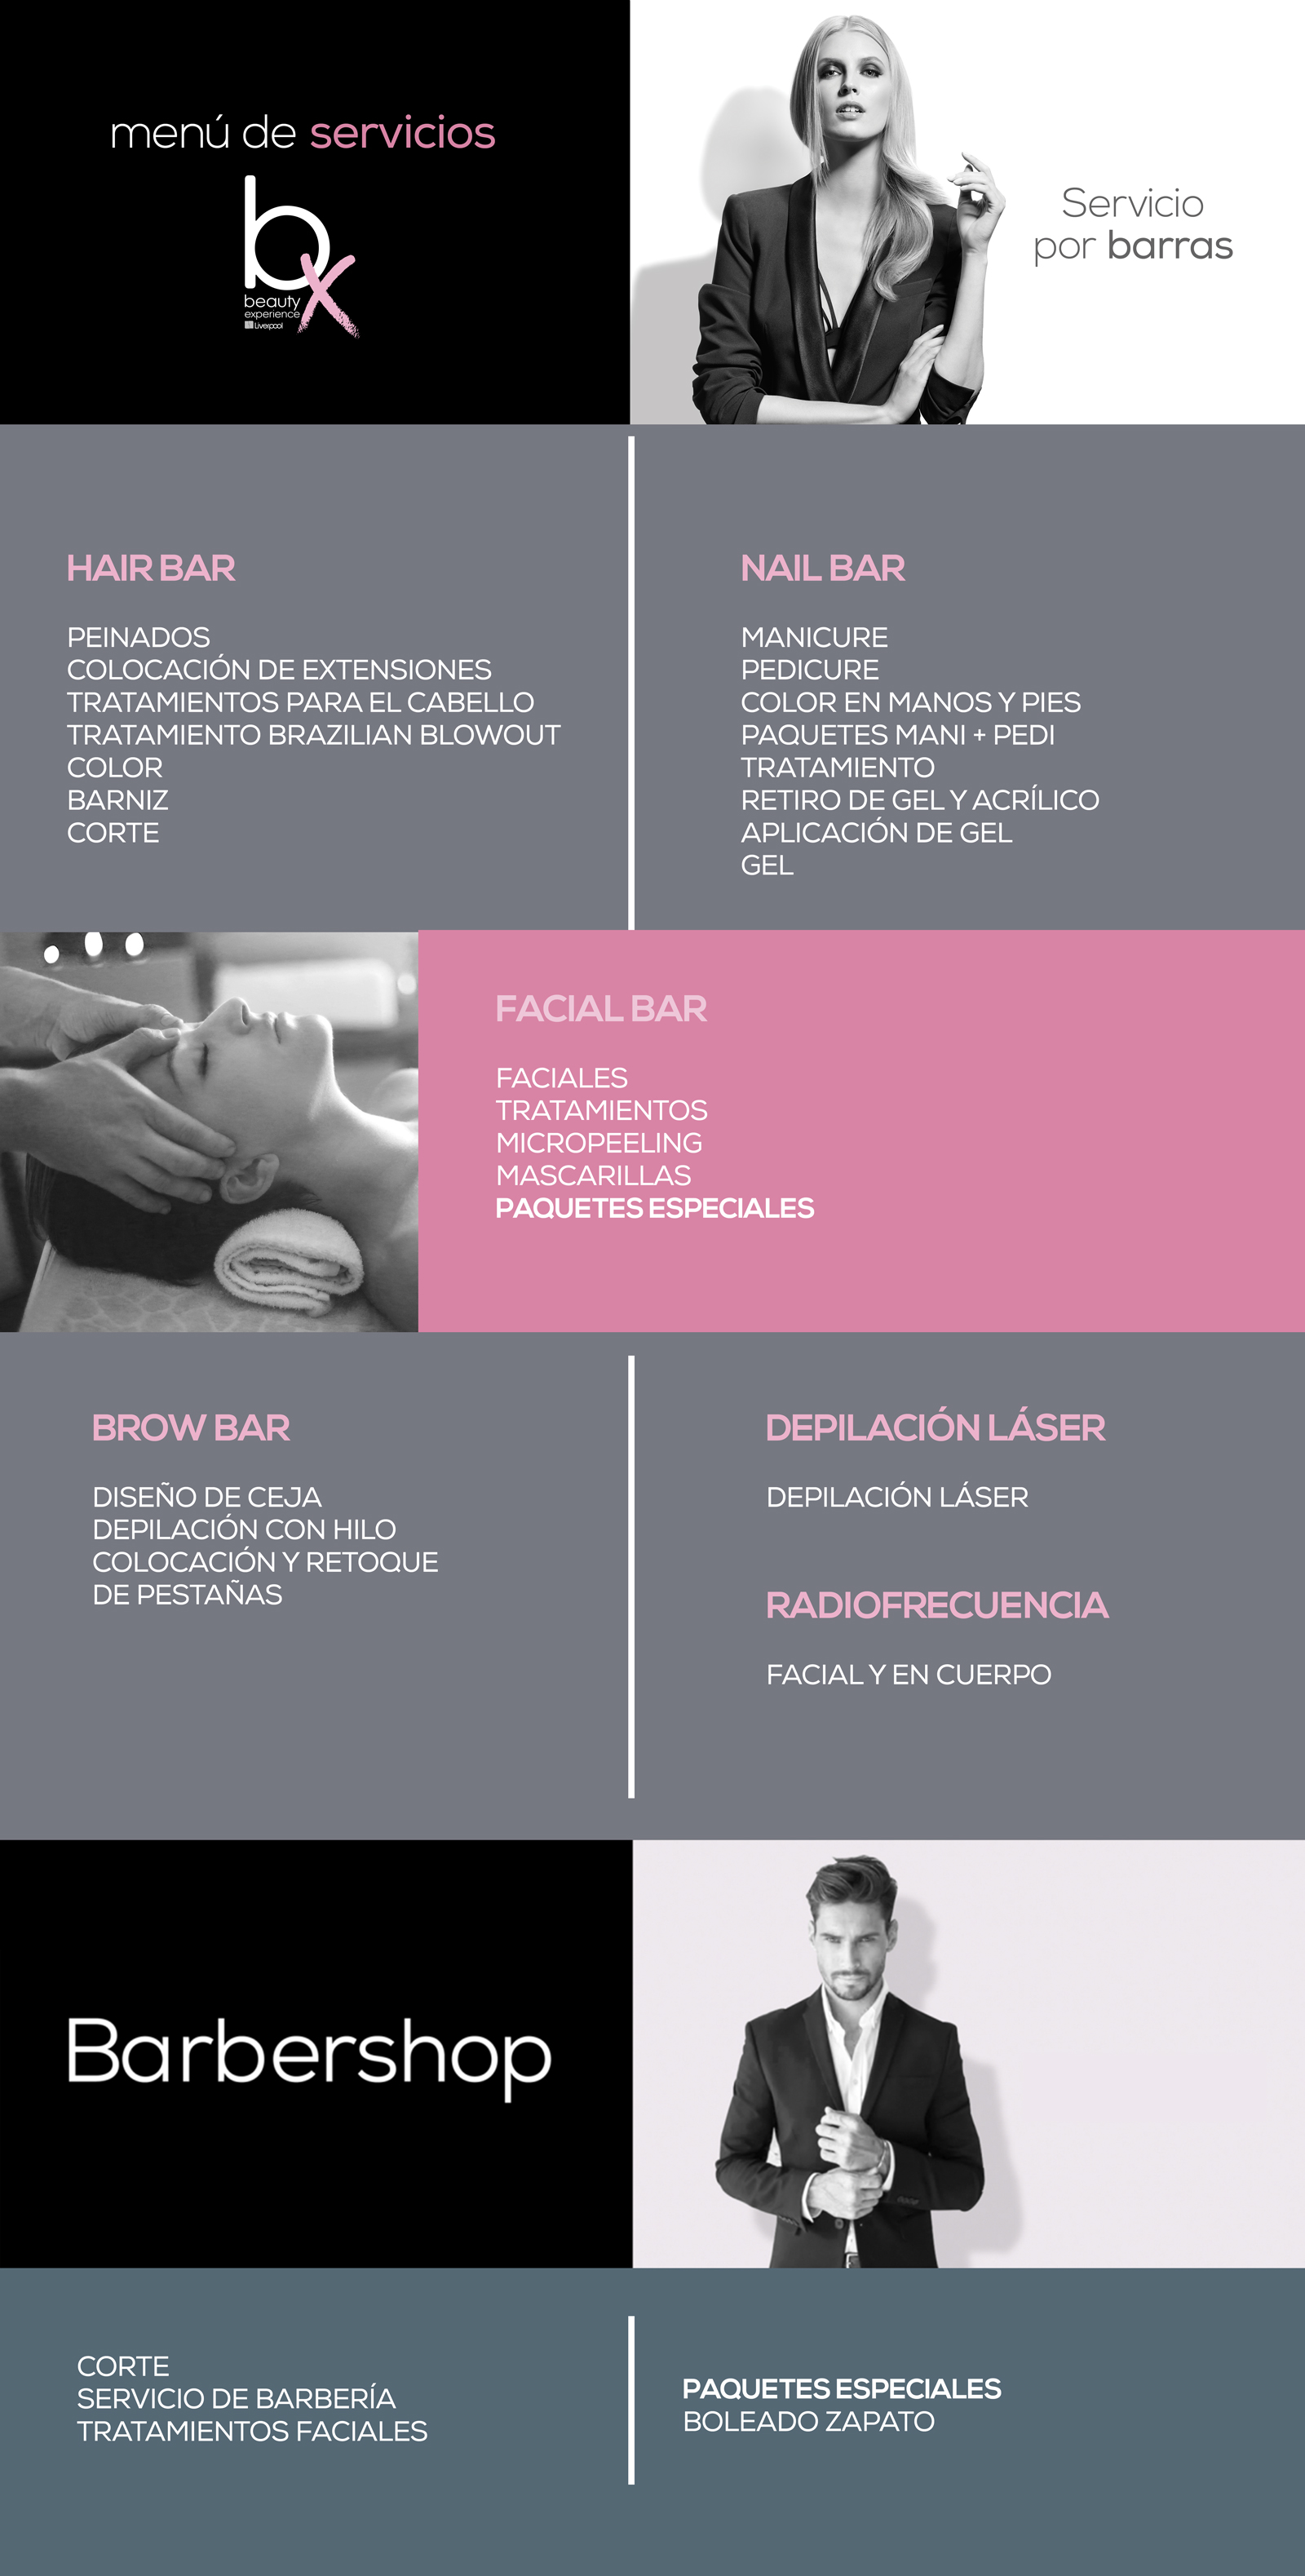 menú de servicios
bx
beauty
experience
Liverpool
Servicio
por barras
HAIR BAR
PEINADOS
COLOCACIÓN DE EXTENSIONES
TRATAMIENTOS PARA EL CABELLO
TRATAMIENTO BRAZILIAN BLOWOUT
COLOR
BARNIZ
CORTE
NAIL BAR
MANICURE
PEDICURE
COLOR EN MANOS Y PIES
PAQUETES MANI + PEDI
TRATAMIENTO
RETIRO DE GEL Y ACRÍLICO
APLICACIÓN DE GEL
GEL
FACIAL BAR
FACIALES
TRATAMIENTOS
MICROPEELING
MASCARILLAS
PAQUETES ESPECIALES
BROW BAR
DISEÑO DE CEJA
DEPILACIÓN CON HILO
COLOCACIÓN Y RETOQUE
DE PESTAÑAS
DEPILACIÓN LÁSER
DEPILACIÓN LÁSER
RADIOFRECUENCIA
FACIAL Y EN CUERPO
Barbershop
CORTE
SERVICIO DE BARBERÍA
TRATAMIENTOS FACIALES
PAQUETES ESPECIALES
BOLEADO ZAPATO